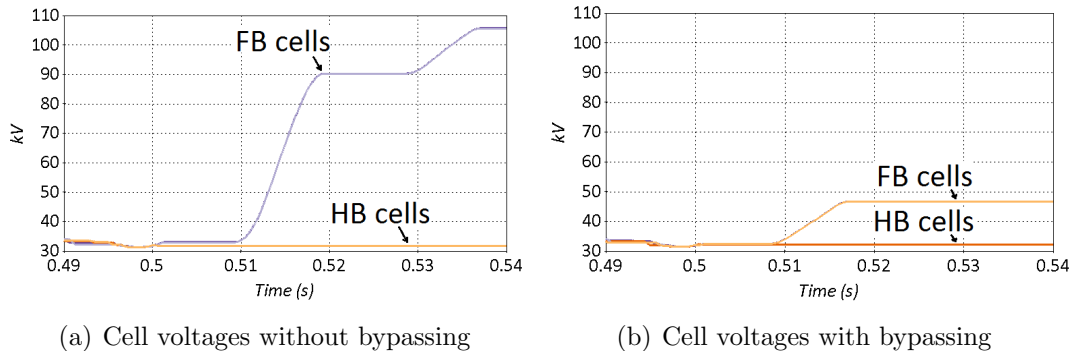 110
100
90
80
70
60
50
40
30
kV
FB cells
HB cells
0.49 0.5 0.51 0.52 0.53 0.54
Time (s)
(a) Cell voltages without bypassing
110
100
90
80
70
60
50
40
30
kV
FB cells
HB cells
0.49 0.5 0.51 0.52 0.53 0.54
Time (s)
(b) Cell voltages with bypassing